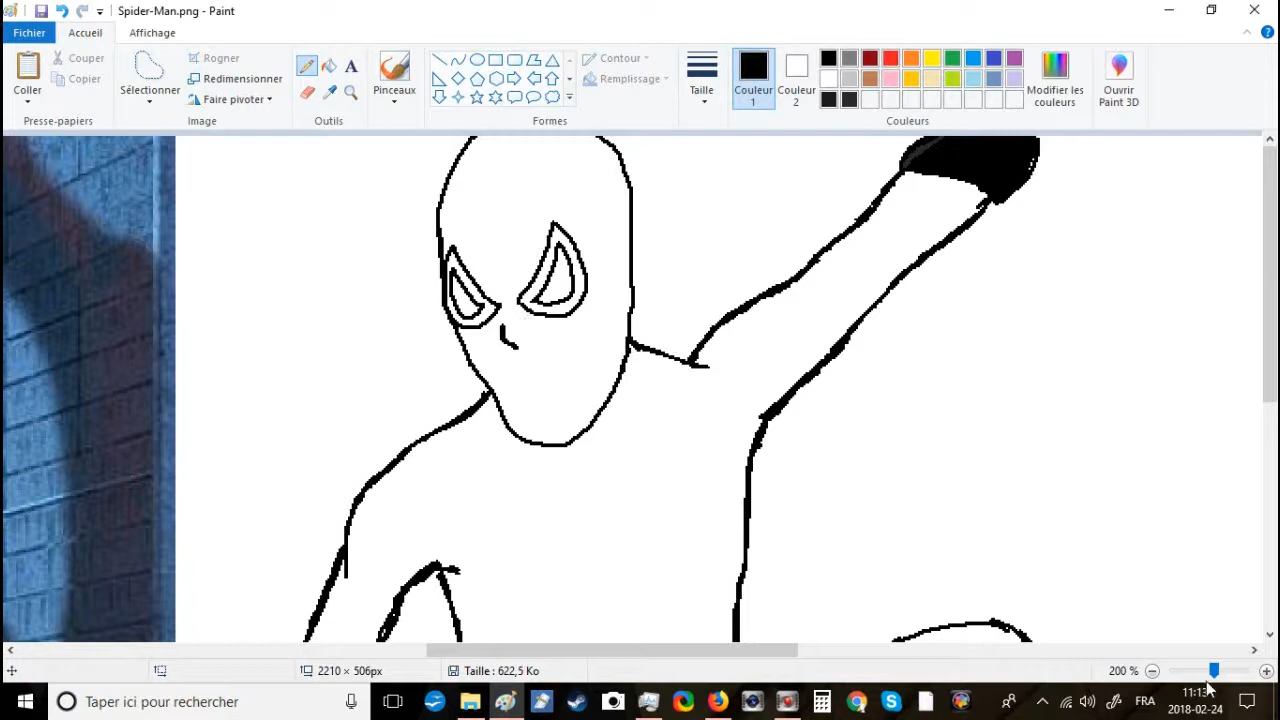 Spider-Man.png - Paint
Fichier Accueil Affichage
Coller
Couper
Copier
Presse-papiers
Sélectionner
Rogner
Redimensionner
Faire pivoter
Image
A
Outils
Pinceaux
Contour
Remplissage
Formes
Taille
Couleur
1
Couleur
2
Modifier les
couleurs
Couleurs
Ouvrir
Paint 3D
2210 × 506px
Taille : 622,5 Ko
200 %
Taper ici pour rechercher
FRA
11:13
2018-02-24